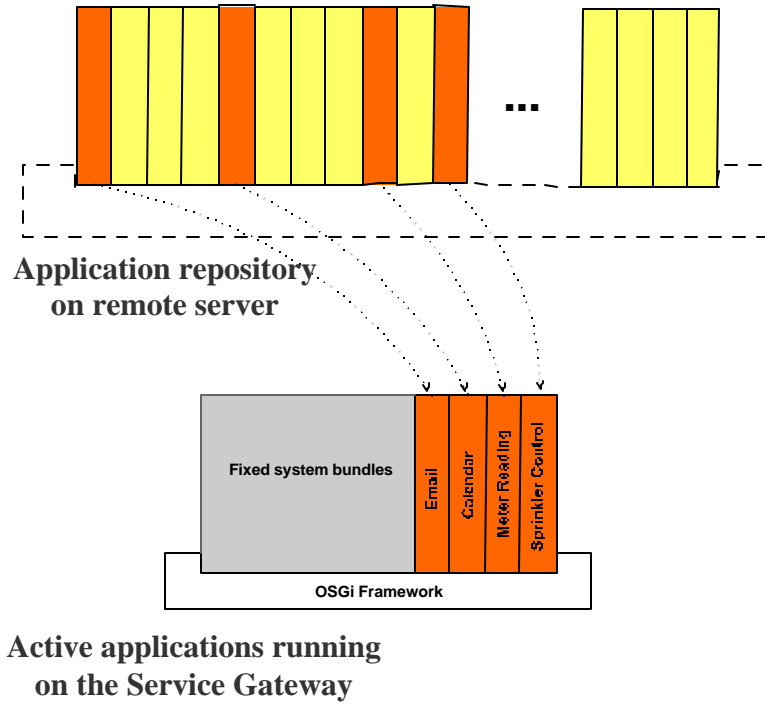 ...
Application repository
on remote server
Fixed system bundles
Email
Calendar
Meter Reading
Sprinkler Control
OSGi Framework
Active applications running
on the Service Gateway